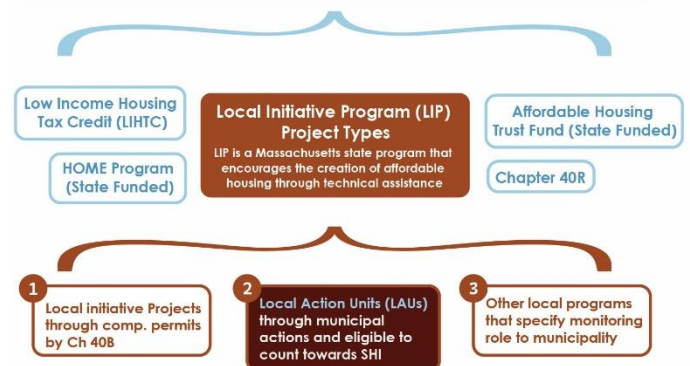 Low Income Housing
Tax Credit (LIHTC)
HOME Program
(State Funded)
Local Initiative Program (LIP)
Project Types
LIP is a Massachusetts state program that
encourages the creation of affordable
housing through technical assistance
Affordable Housing
Trust Fund (State Funded)
Chapter 40R
1
Local initiative Projects
through comp. permits
by Ch 40B
2
Local Action Units (LAUs)
through municipal
actions and eligible to
count towards SHI
3
Other local programs
that specify monitoring
role to municipality